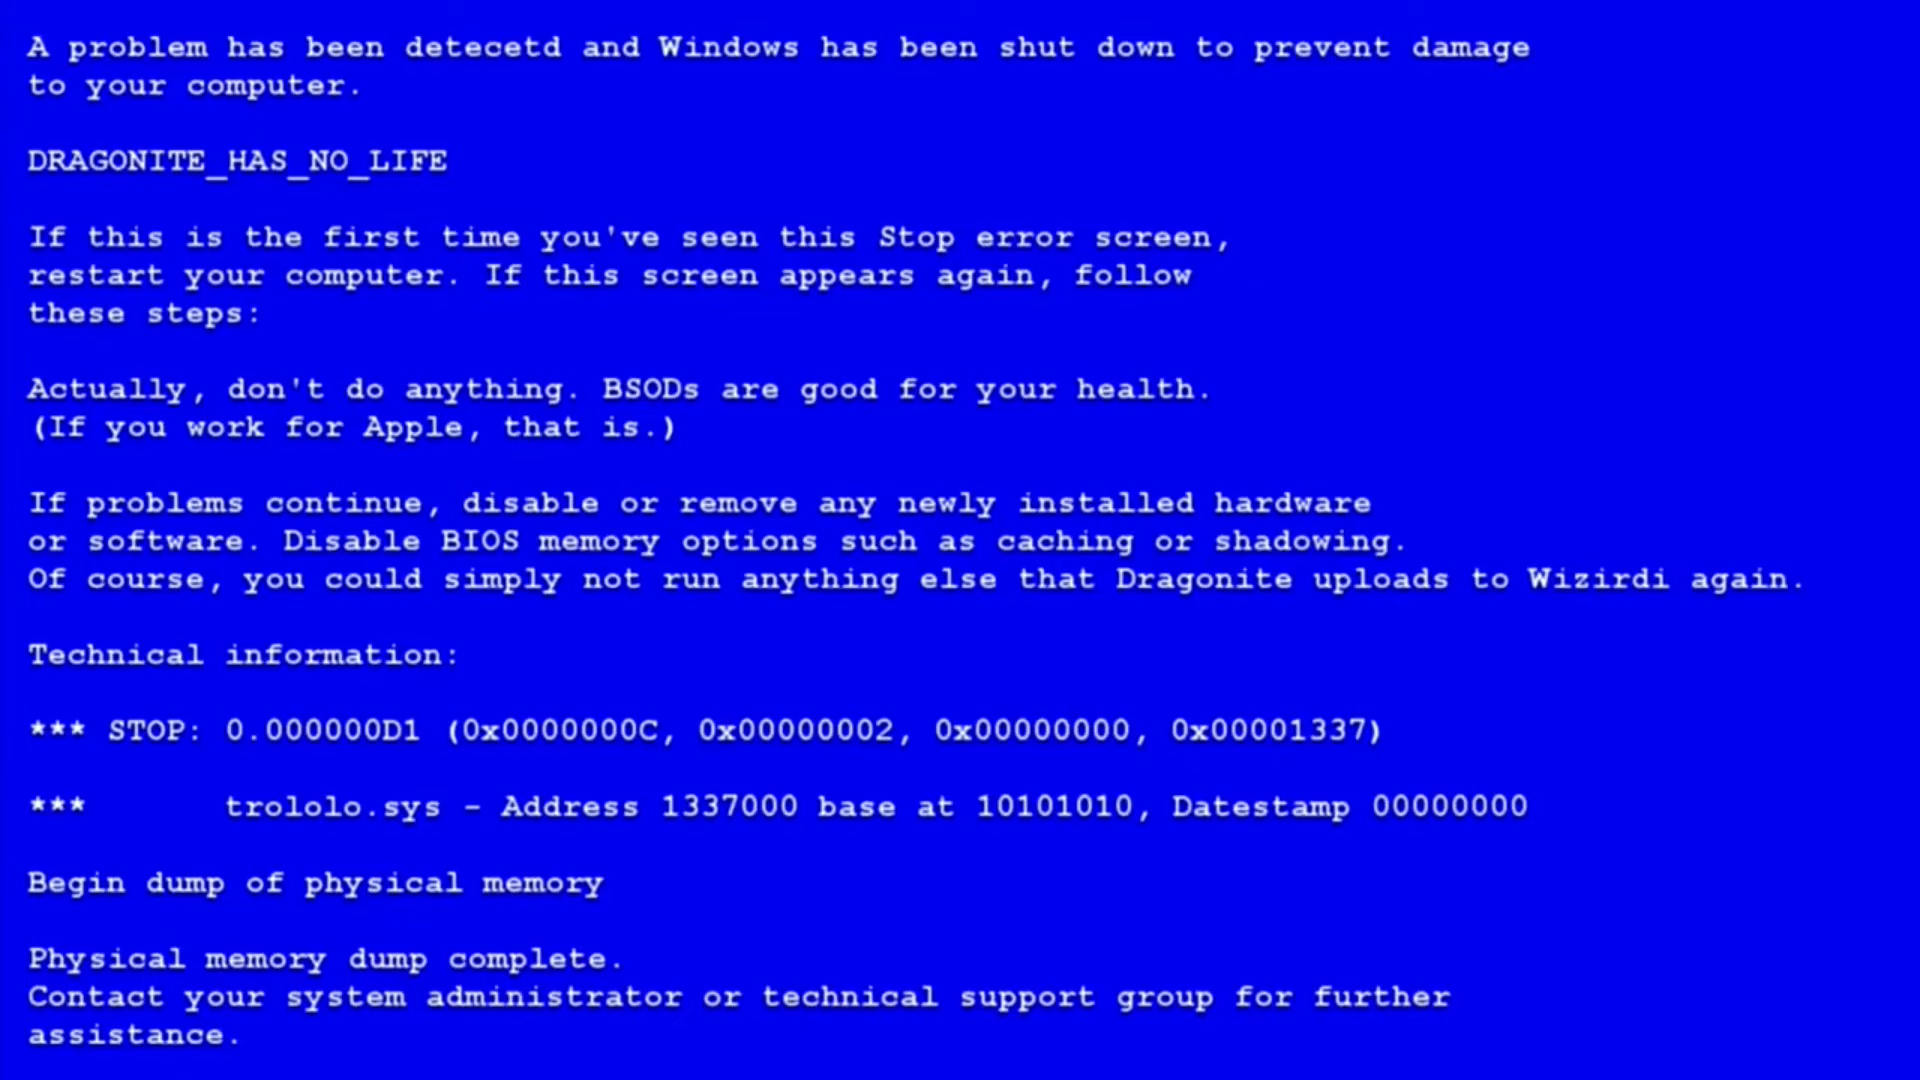 A problem has been detecetd and Windows has been shut down to prevent damage
to your computer.
DRAGONITE_HAS_NO_LIFE
If this is the first time you've seen this Stop error screen,
restart your computer. If this screen appears again, follow
these steps:
Actually, don't do anything. BSODs are good for your health.
(If you work for Apple, that is.)
If problems continue, disable or remove any newly installed hardware
or software. Disable BIOS memory options such as caching or shadowing.
Of course, you could simply not run anything else that Dragonite uploads to Wizirdi again.
Technical information:
*** STOP: 0.000000D1 (0x0000000C, 0x00000002, 0x00000000, 0x00001337)
*** trololo.sys - Address 1337000 base at 10101010, Datestamp 00000000
Begin dump of physical memory
Physical memory dump complete.
Contact your system administrator or technical support group for further
assistance.